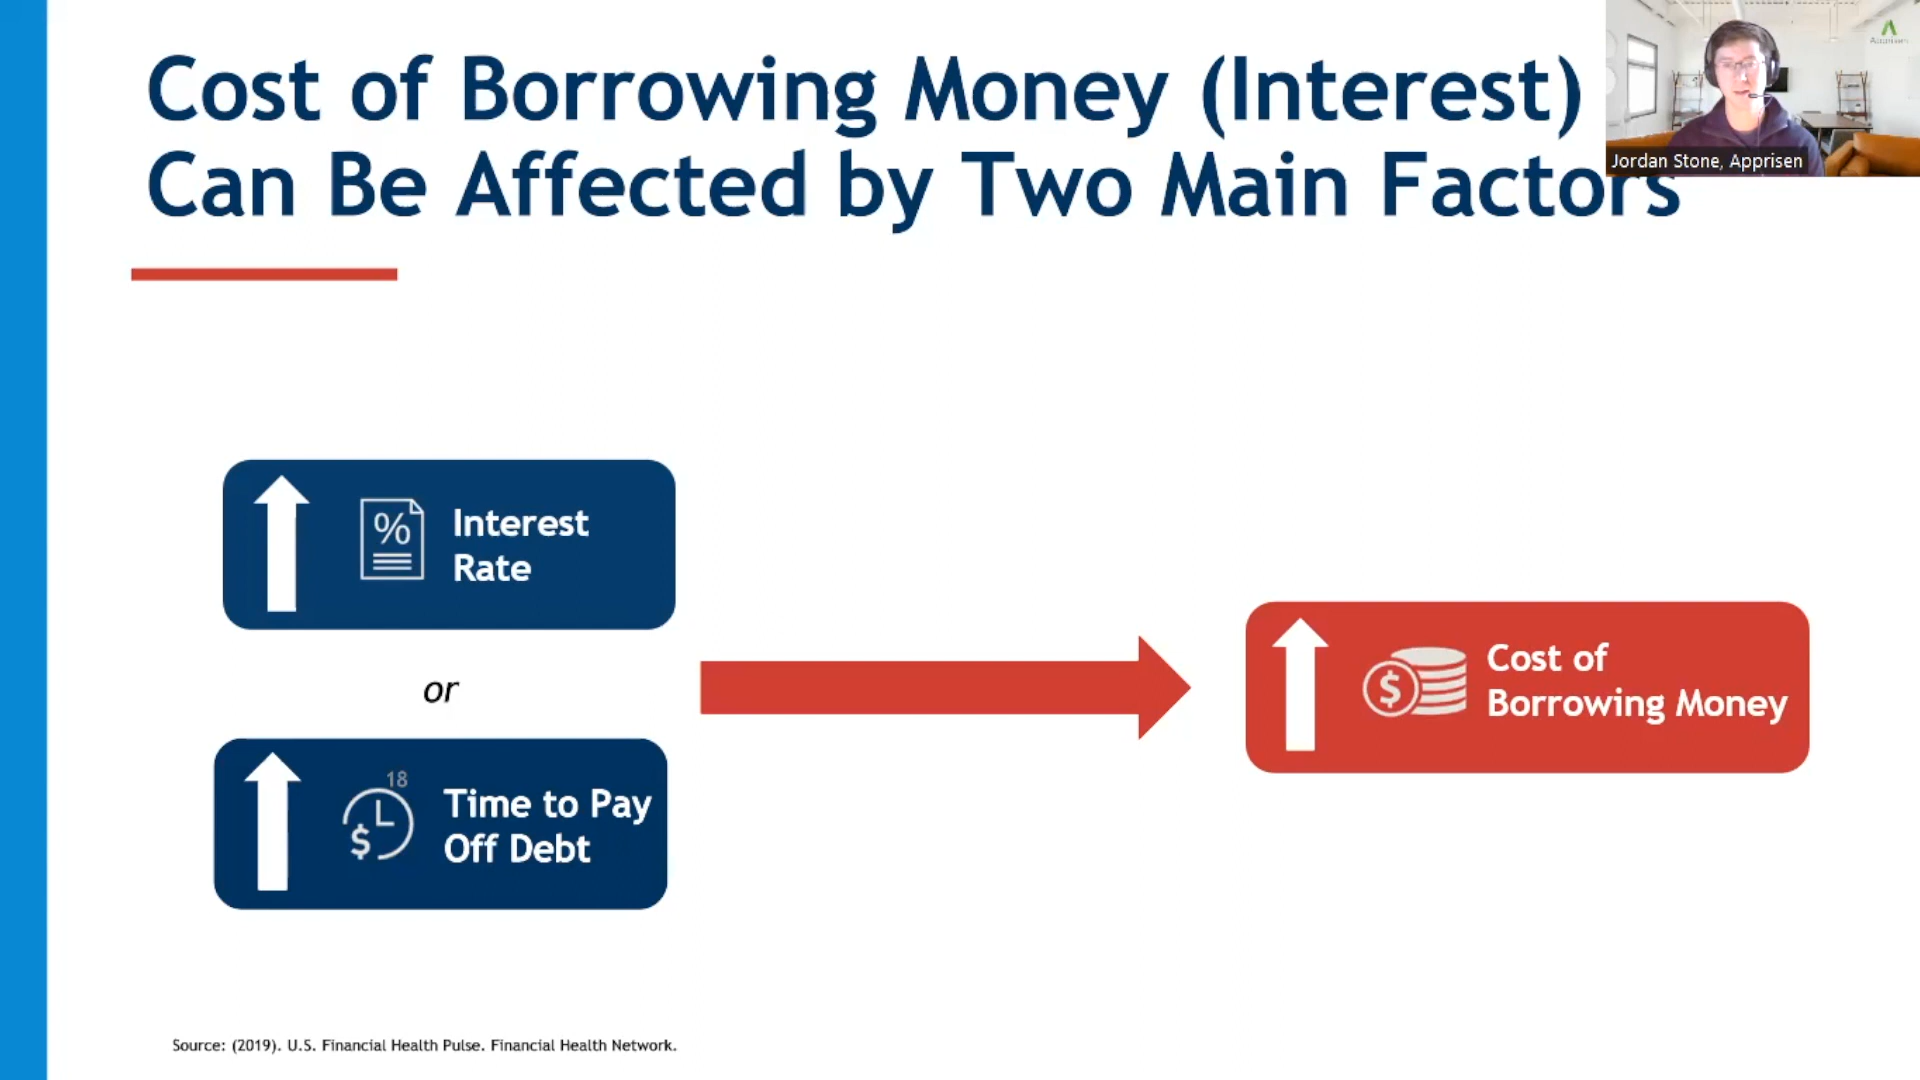 Cost of Borrowing Money (Interest)
Can Be Affected by Two Main Factors
Apprisen
Jordan Stone, Apprisen
%
Interest
Rate
or
18
$
Time to Pay
Off Debt
$
Cost of
Borrowing Money
Source: (2019). U.S. Financial Health Pulse. Financial Health Network.